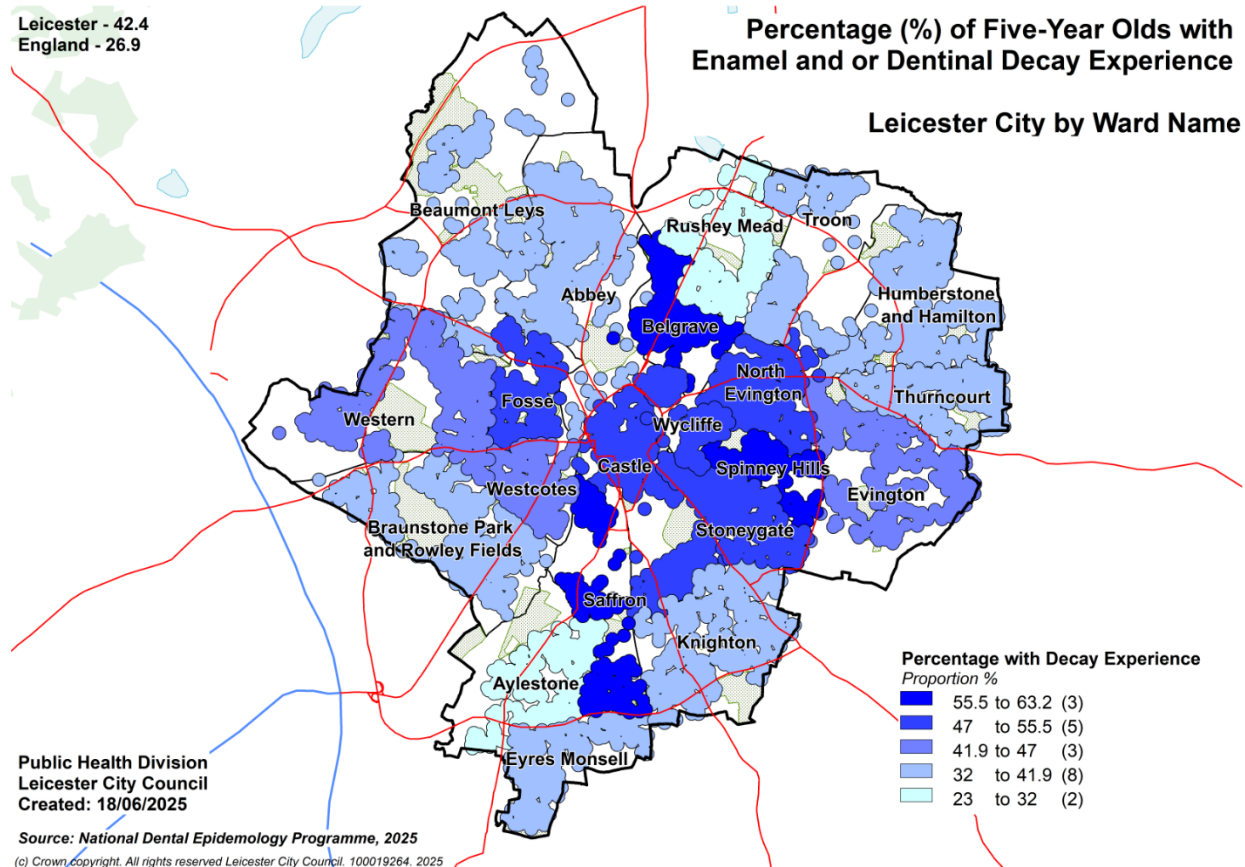 Leicester - 42.4
England - 26.9
Percentage (%) of Five-Year Olds with
Enamel and or Dentinal Decay Experience
Leicester City by Ward Name
Beaumont Leys
Rushey Mead
Troon
Abbey
Humberstone
and Hamilton
Belgrave
North
Evington
Thurncourt
Fosse
Western
Wycliffe
Castle
Spinney Hills
Westcotes
Evington
Braunstone Park
and Rowley Fields
Stoneygate
Saffron
Knighton
Aylestone
Eyres Monsell
Percentage with Decay Experience
Proportion %
55.5 to 63.2 (3)
47 to 55.5 (5)
41.9 to 47 (3)
32 to 41.9 (8)
23 to 32 (2)
Public Health Division
Leicester City Council
Created: 18/06/2025
Source: National Dental Epidemology Programme, 2025
(c) Crown copyright. All rights reserved Leicester City Council. 100019264. 2025